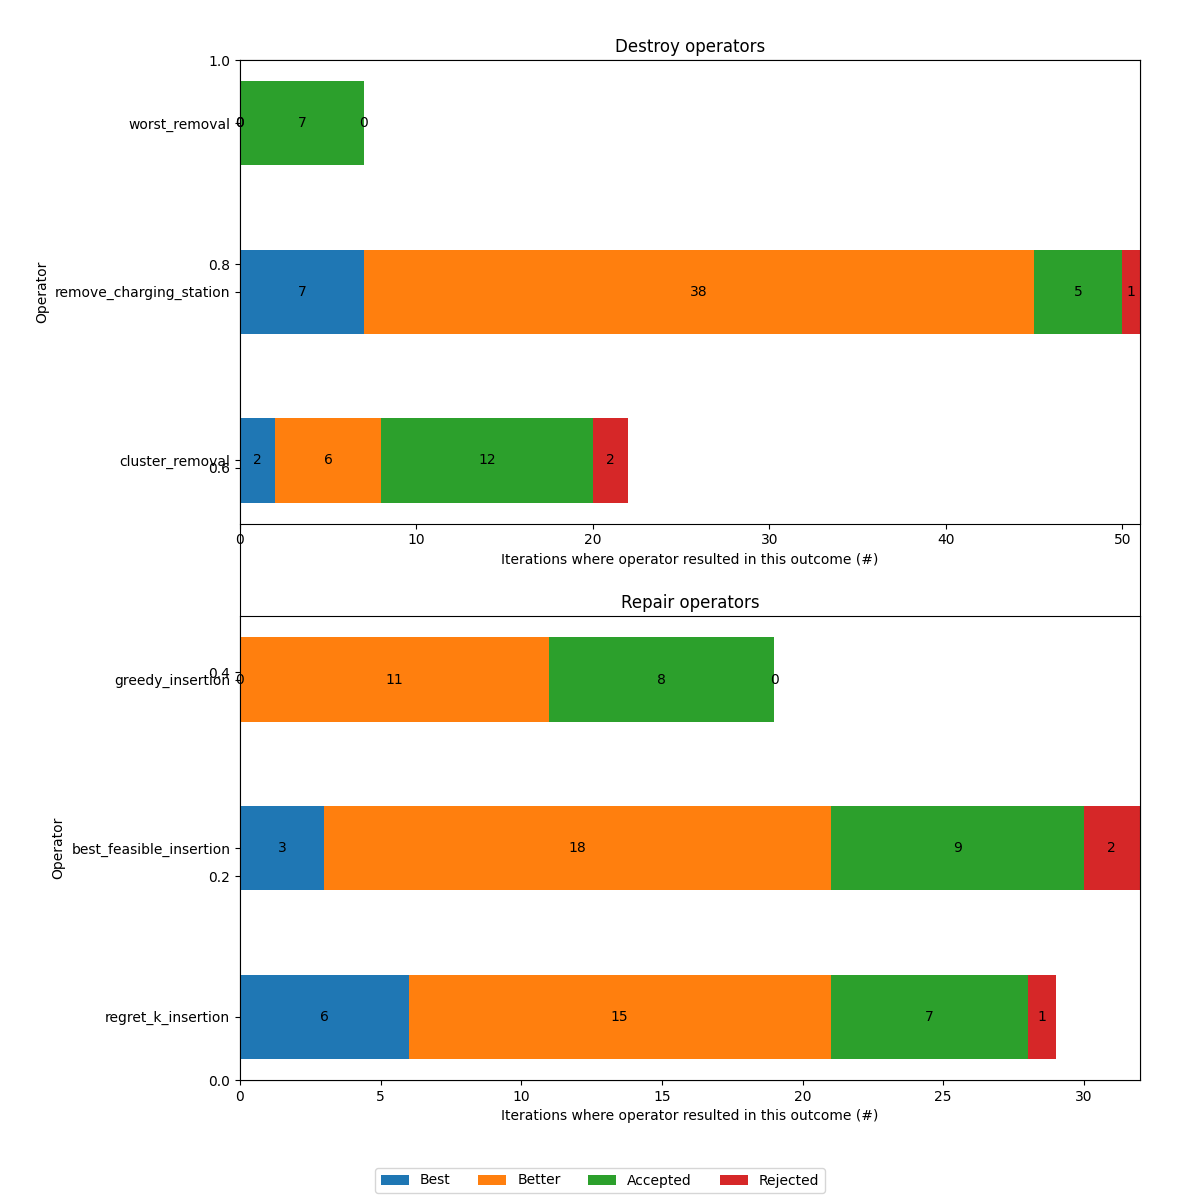 Destroy operators
1.0
worst_removal 0 0 7 0
Operator
0.8
remove_charging_station 7 38 5 1
cluster_removal 2 6 12 2
0.6
0 10 20 30 40 50
Iterations where operator resulted in this outcome (#)
Repair operators
0.4
greedy_insertion 0 11 8 0
Operator
best_feasible_insertion 3 18 9 2
0.2
regret_k_insertion 6 15 7 1
0.0
0 5 10 15 20 25 30
Iterations where operator resulted in this outcome (#)
Best Better Accepted Rejected